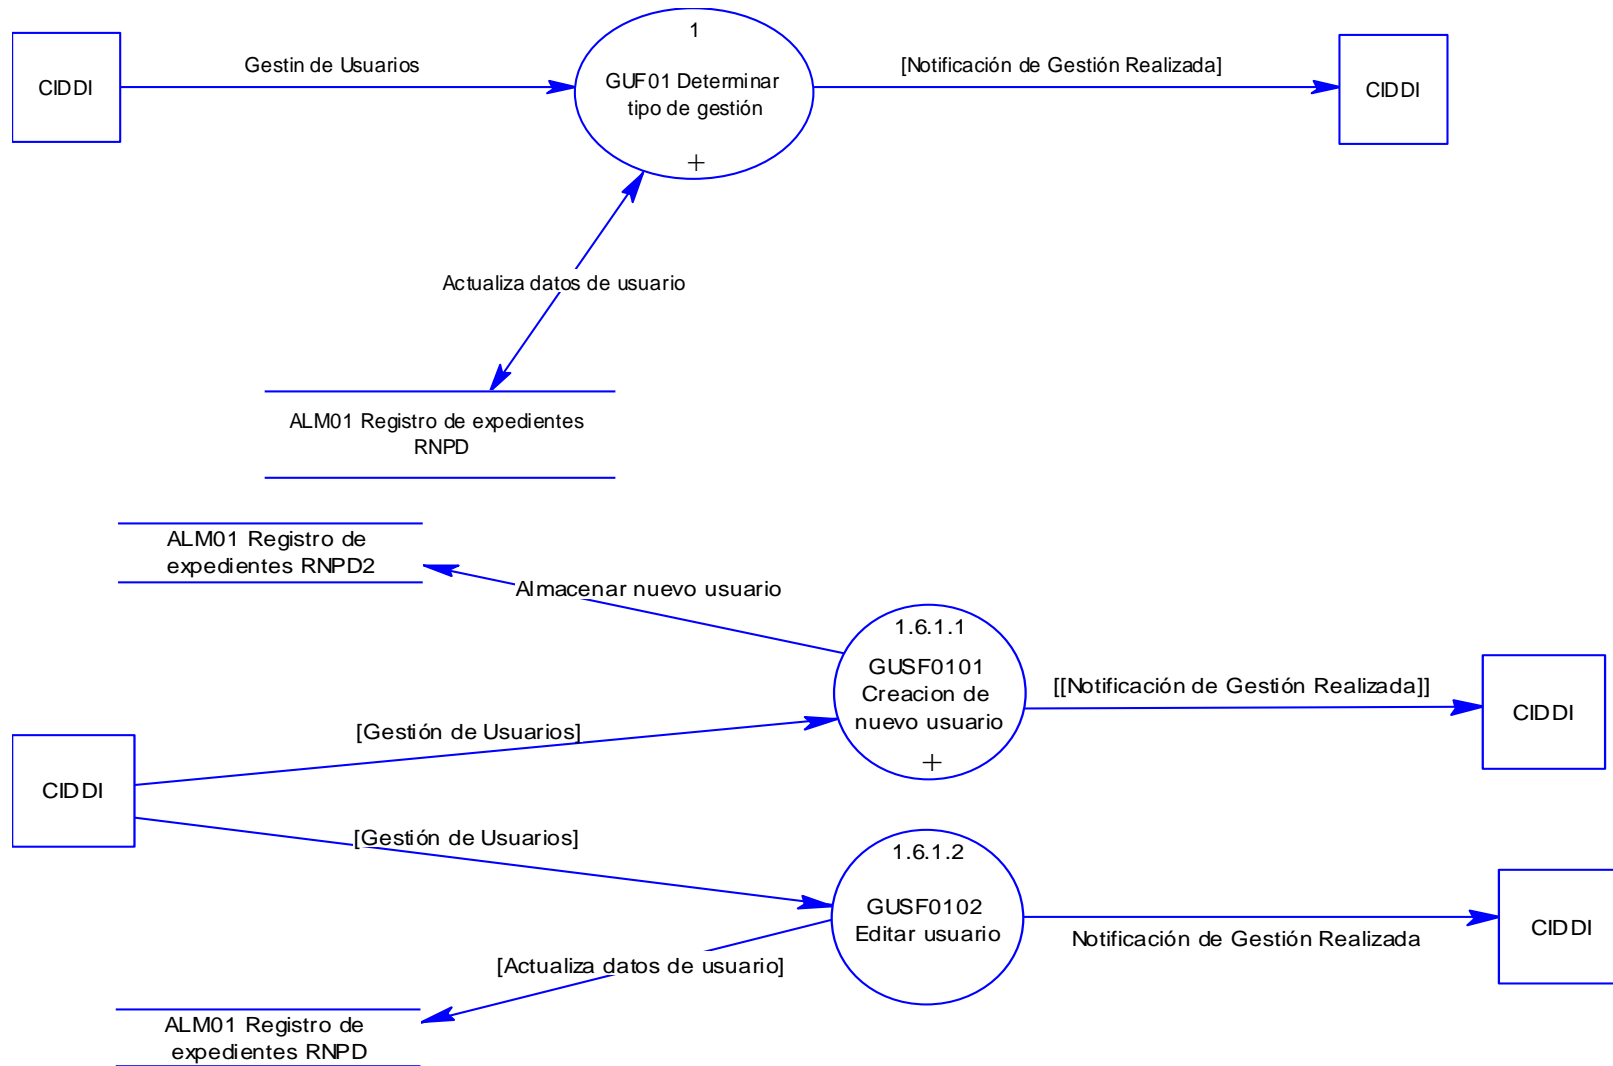 1
CIDDI
Gestin de Usuarios
GUF01 Determinar
tipo de gestión
+
[Notificación de Gestión Realizada]
CIDDI
Actualiza datos de usuario
ALM01 Registro de expedientes
RNPD
ALM01 Registro de
expedientes RNPD2
Almacenar nuevo usuario
1.6.1.1
GUSF0101
Creacion de
nuevo usuario
+
[[Notificación de Gestión Realizada]]
CIDDI
[Gestión de Usuarios]
CIDDI
[Gestión de Usuarios]
1.6.1.2
GUSF0102
Editar usuario
Notificación de Gestión Realizada
CIDDI
[Actualiza datos de usuario]
ALM01 Registro de
expedientes RNPD